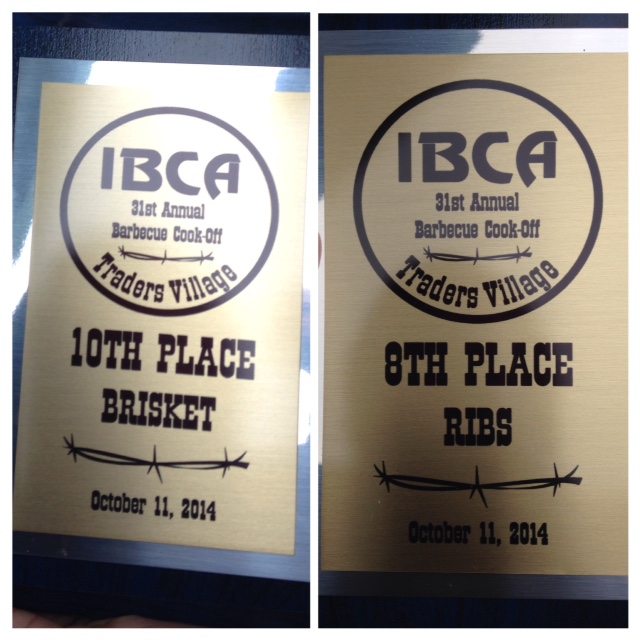 IBCA
31st Annual
Barbecue Cook-Off
Traders Village
10TH PLACE
BRISKET
October 11, 2014
IBCA
31st Annual
Barbecue Cook-Off
Traders Village
8TH PLACE
RIBS
October 11, 2014